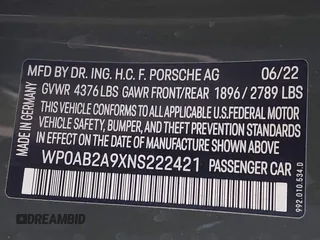 MFD BY DR. ING. H.C. F. PORSCHE AG 06/22
GVWR 4376 LBS GAWR FRONT/REAR 1896 / 2789 LBS
THIS VEHICLE CONFORMS TO ALL APPLICABLE U.S.FEDERAL MOTOR
VEHICLE SAFETY, BUMPER, AND THEFT PREVENTION STANDARDS
IN EFFECT ON THE DATE OF MANUFACTURE SHOWN ABOVE.
WP0AB2A9XNS222421 PASSENGER CAR
MADE IN GERMANY
992.010.534.D
DREAMBID